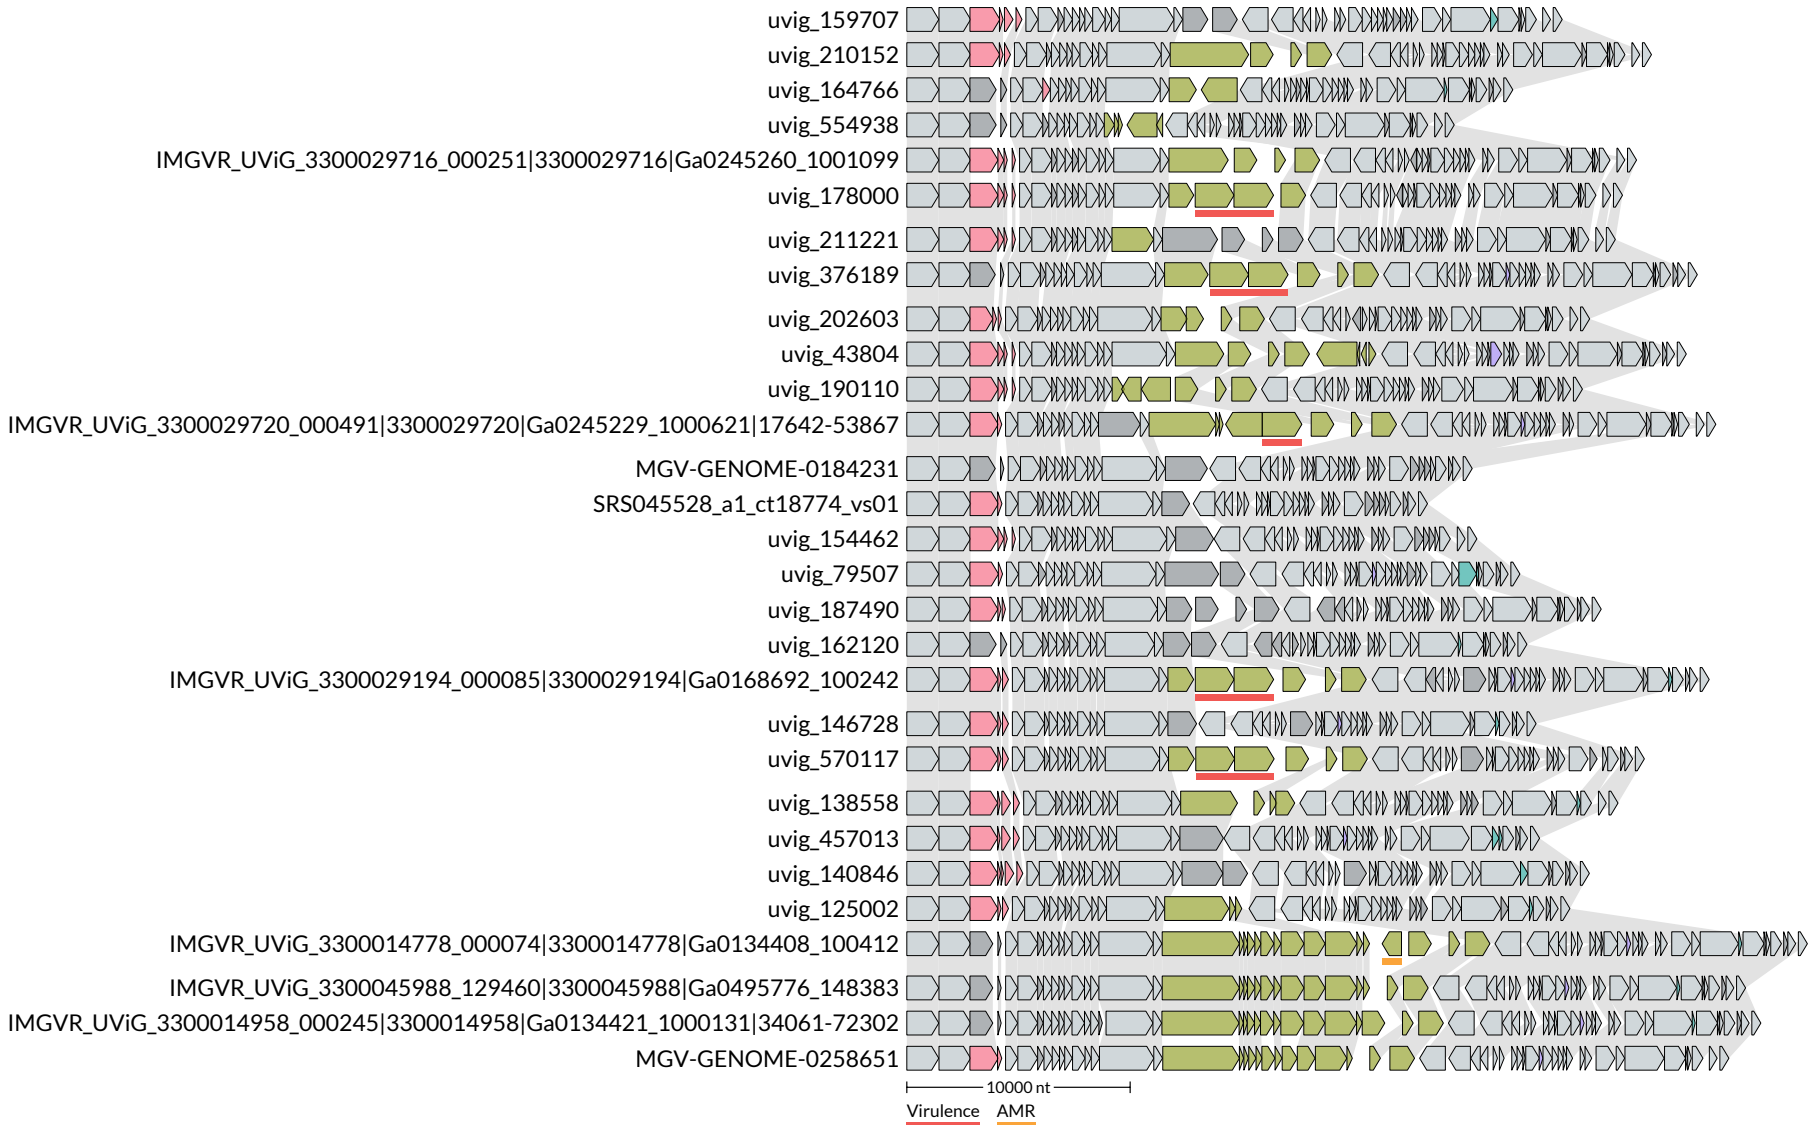 uvig_159707
uvig_210152
uvig_164766
uvig_554938
IMGVR_UViG_3300029716_000251|3300029716|Ga0245260_1001099
uvig_178000
uvig_211221
uvig_376189
uvig_202603
uvig_43804
uvig_190110
IMGVR_UViG_3300029720_000491|3300029720|Ga0245229_1000621|17642-53867
MGV-GENOME-0184231
SRS045528_a1_ct18774_vs01
uvig_154462
uvig_79507
uvig_187490
uvig_162120
IMGVR_UViG_3300029194_000085|3300029194|Ga0168692_100242
uvig_146728
uvig_570117
uvig_138558
uvig_457013
uvig_140846
uvig_125002
IMGVR_UViG_3300014778_000074|3300014778|Ga0134408_100412
IMGVR_UViG_3300045988_129460|3300045988|Ga0495776_148383
IMGVR_UViG_3300014958_000245|3300014958|Ga0134421_1000131|34061-72302
MGV-GENOME-0258651
10000 nt
Virulence AMR